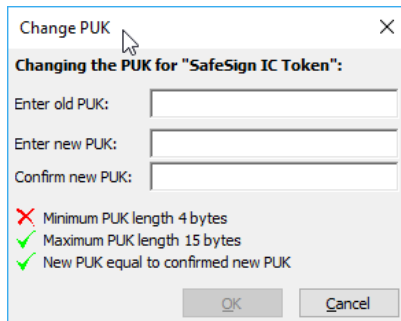 Change PUK
Changing the PUK for "SafeSign IC Token":
Enter old PUK:
Enter new PUK:
Confirm new PUK:
Minimum PUK length 4 bytes
Maximum PUK length 15 bytes
New PUK equal to confirmed new PUK
OK Cancel